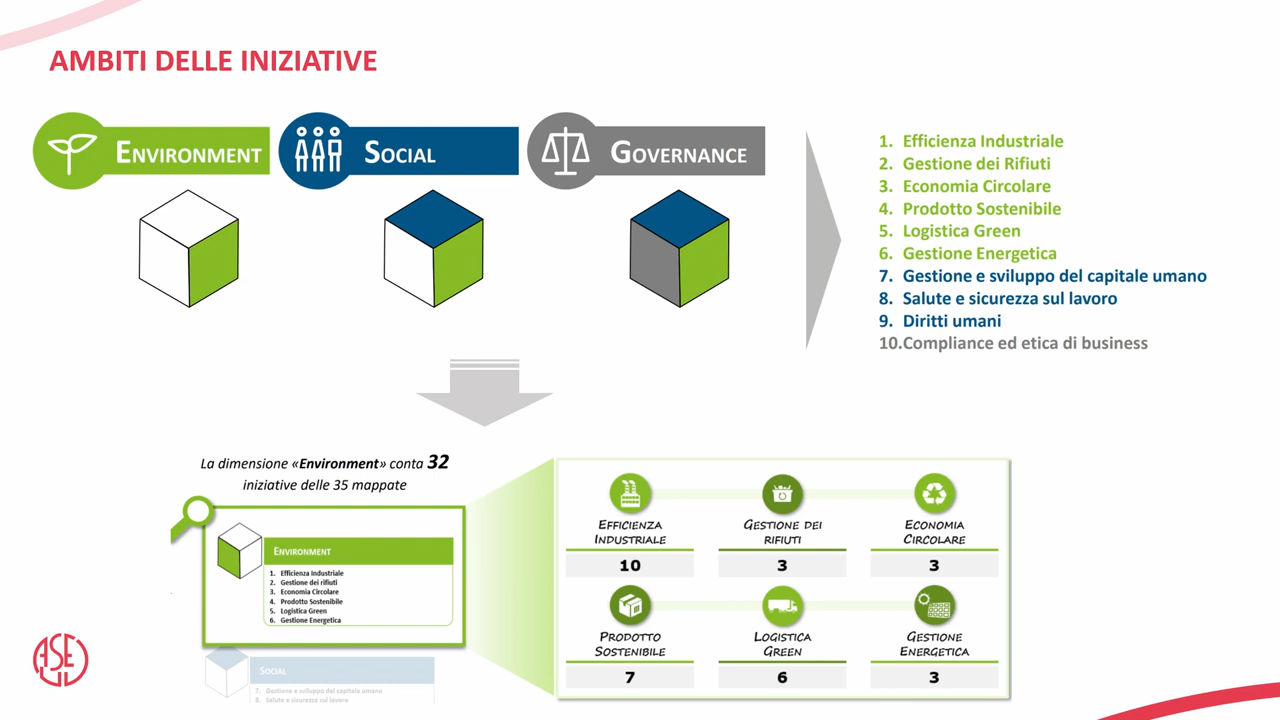 AMBITI DELLE INIZIATIVE
ENVIRONMENT
SOCIAL
GOVERNANCE
1. Efficienza Industriale
2. Gestione dei Rifiuti
3. Economia Circolare
4. Prodotto Sostenibile
5. Logistica Green
6. Gestione Energetica
7. Gestione e sviluppo del capitale umano
8. Salute e sicurezza sul lavoro
9. Diritti umani
10.Compliance ed etica di business
La dimensione «Environment» conta 32
iniziative delle 35 mappate
ENVIRONMENT
1. Efficienza Industriale
2. Gestione dei rifiuti
3. Economia Circolare
4. Prodotto Sostenibile
5. Logistica Green
6. Gestione Energetica
SOCIAL
7. Gestione e sviluppo del capitale umano
8. Salute e sicurezza sul lavoro
EFFICIENZA
INDUSTRIALE
10
GESTIONE DEI
RIFIUTI
3
ECONOMIA
CIRCOLARE
3
PRODOTTO
SOSTENIBILE
7
LOGISTICA
GREEN
6
GESTIONE
ENERGETICA
3